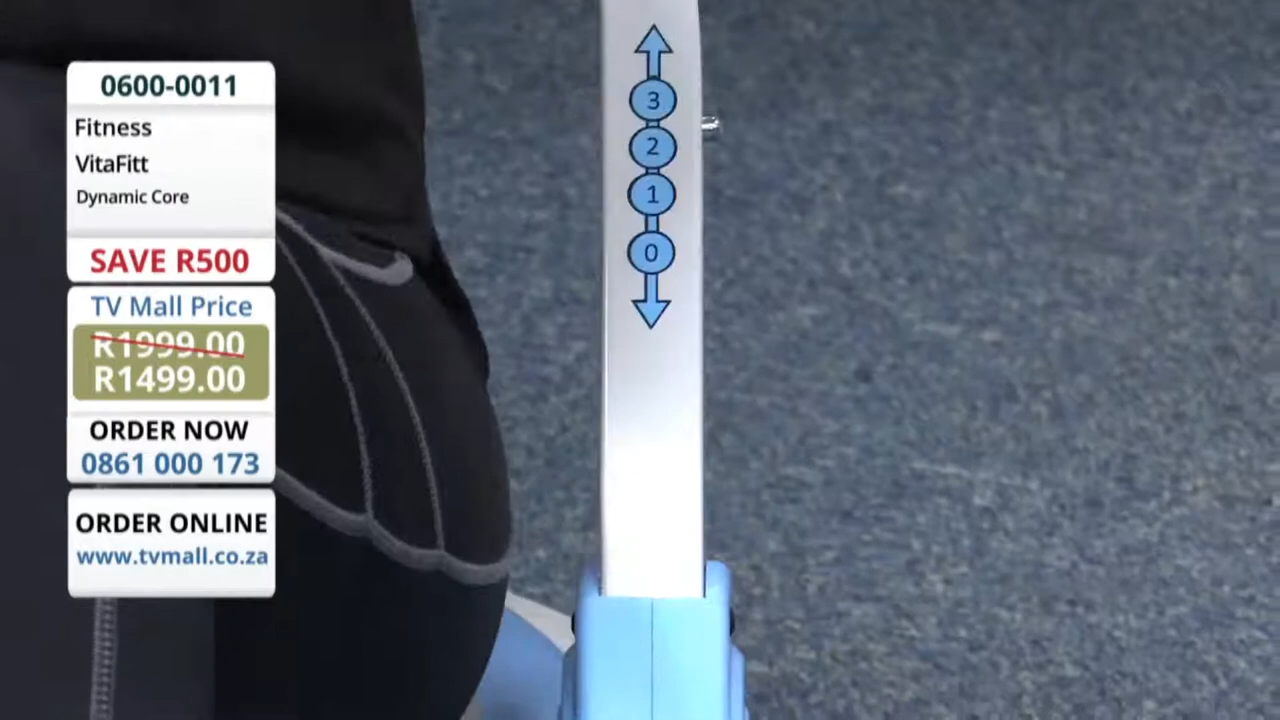 0600-0011
Fitness
VitaFitt
Dynamic Core
SAVE R500
TV Mall Price
R1999.00
R1499.00
ORDER NOW
0861 000 173
ORDER ONLINE
www.tvmall.co.za
3
2
1
0